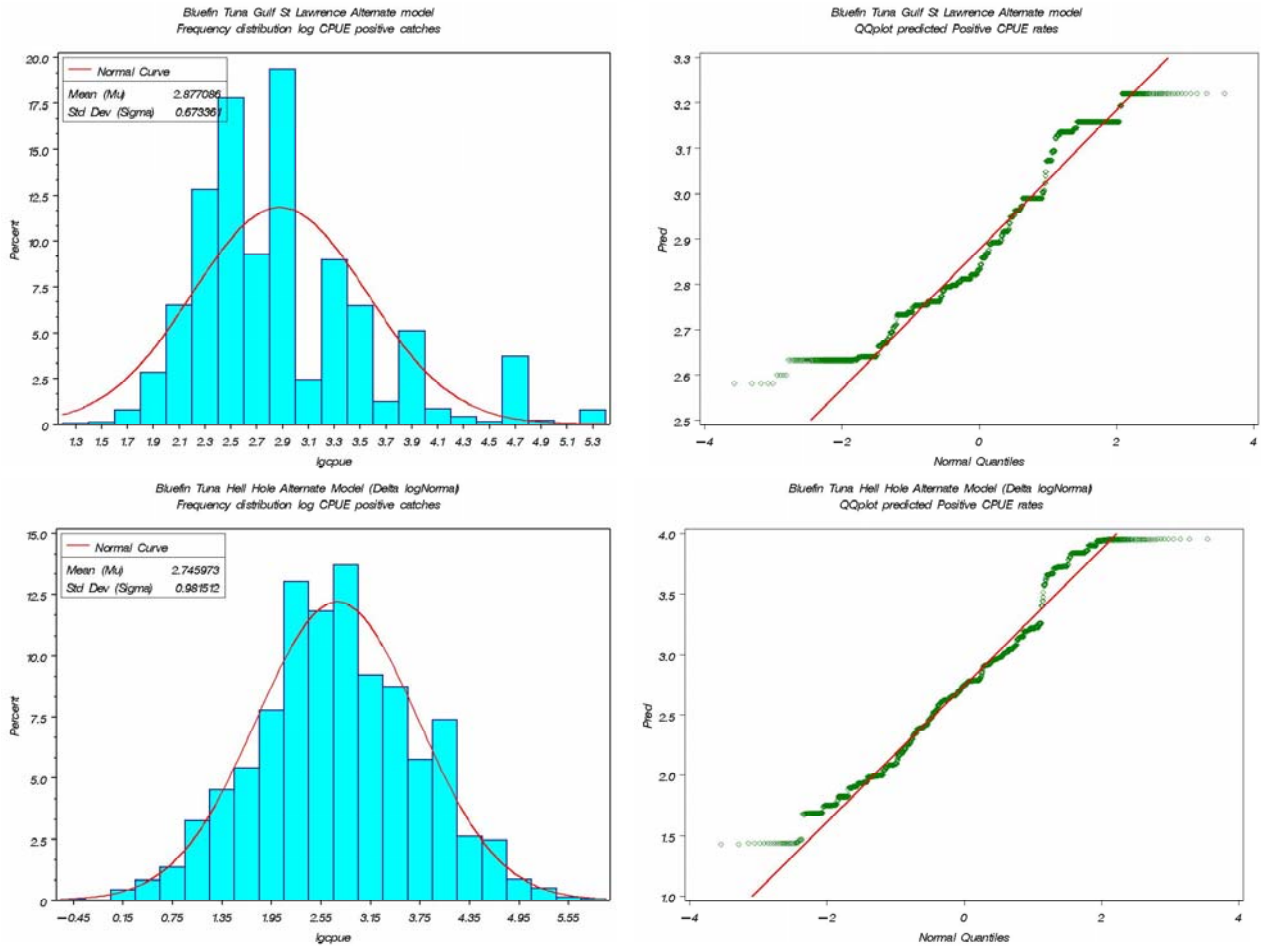 Bluefin Tuna Gulf St Lawrence Alternate model
Frequency distribution log CPUE positive catches
Normal Curve
Mean (Mu) 2.877086
Std Dev (Sigma) 0.673361
20.0
17.5
15.0
12.5
10.0
7.5
5.0
2.5
0
Percent
1.3 1.5 1.7 1.9 2.1 2.3 2.5 2.7 2.9 3.1 3.3 3.5 3.7 3.9 4.1 4.3 4.5 4.7 4.9 5.1 5.3
lgcpue
Bluefin Tuna Gulf St Lawrence Alternate model
QQplot predicted Positive CPUE rates
3.3
3.2
3.1
3.0
2.9
2.8
2.7
2.6
2.5
Pred
−4 −2 0 2 4
Normal Quantiles
Bluefin Tuna Hell Hole Alternate Model (Delta logNormal)
Frequency distribution log CPUE positive catches
Normal Curve
Mean (Mu) 2.745973
Std Dev (Sigma) 0.981512
15.0
12.5
10.0
7.5
5.0
2.5
0
Percent
−0.45 0.15 0.75 1.35 1.95 2.55 3.15 3.75 4.35 4.95 5.55
lgcpue
Bluefin Tuna Hell Hole Alternate Model (Delta logNormal)
QQplot predicted Positive CPUE rates
4.0
3.5
3.0
2.5
2.0
1.5
1.0
Pred
−4 −2 0 2 4
Normal Quantiles